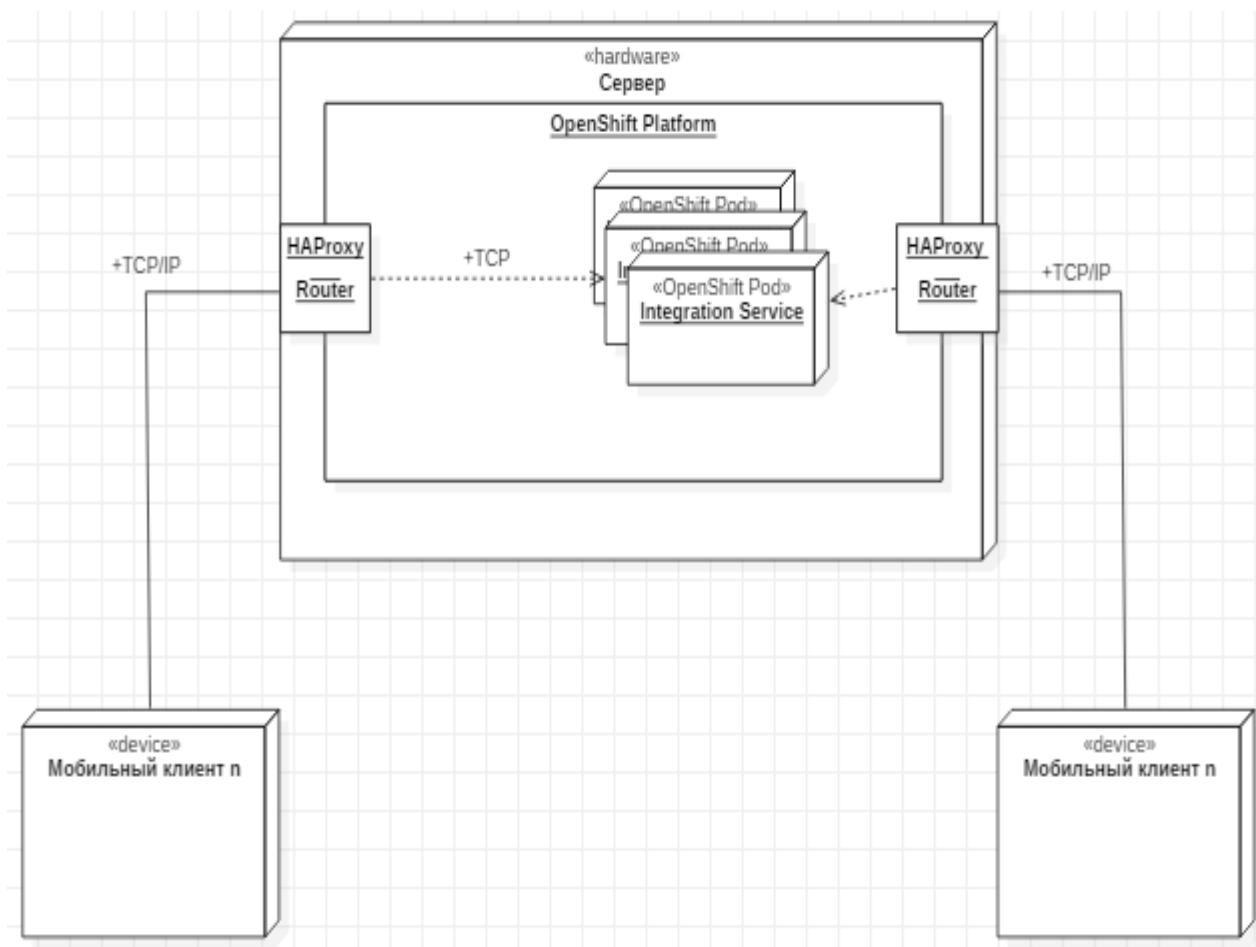 «hardware»
Сервер
OpenShift Platform
«OpenShift Pod»
«OpenShift Pod»
«OpenShift Pod»
Integration Service
HAProxy
Router
+TCP
HAProxy
Router
+TCP/IP
+TCP/IP
«device»
Мобильный клиент n
«device»
Мобильный клиент n